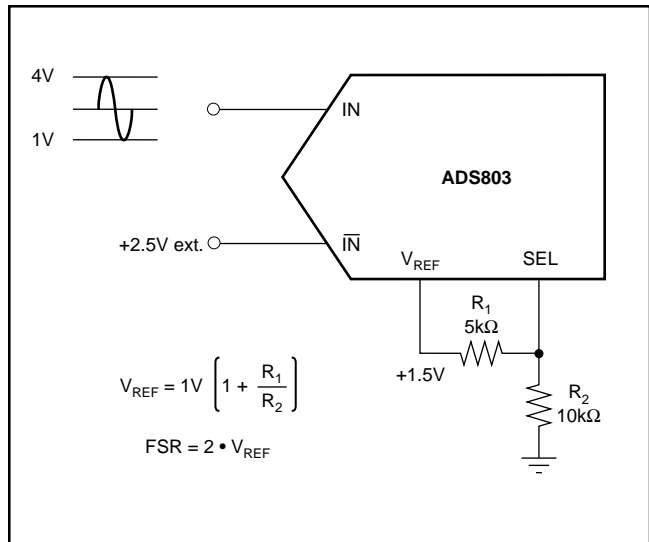 4V
1V
IN
ADS803
+2.5V ext.
I̅N̅
V_REF
SEL
R_1
5kΩ
+1.5V
R_2
10kΩ
V_REF = 1V (1 + R_1 / R_2)
FSR = 2 • V_REF